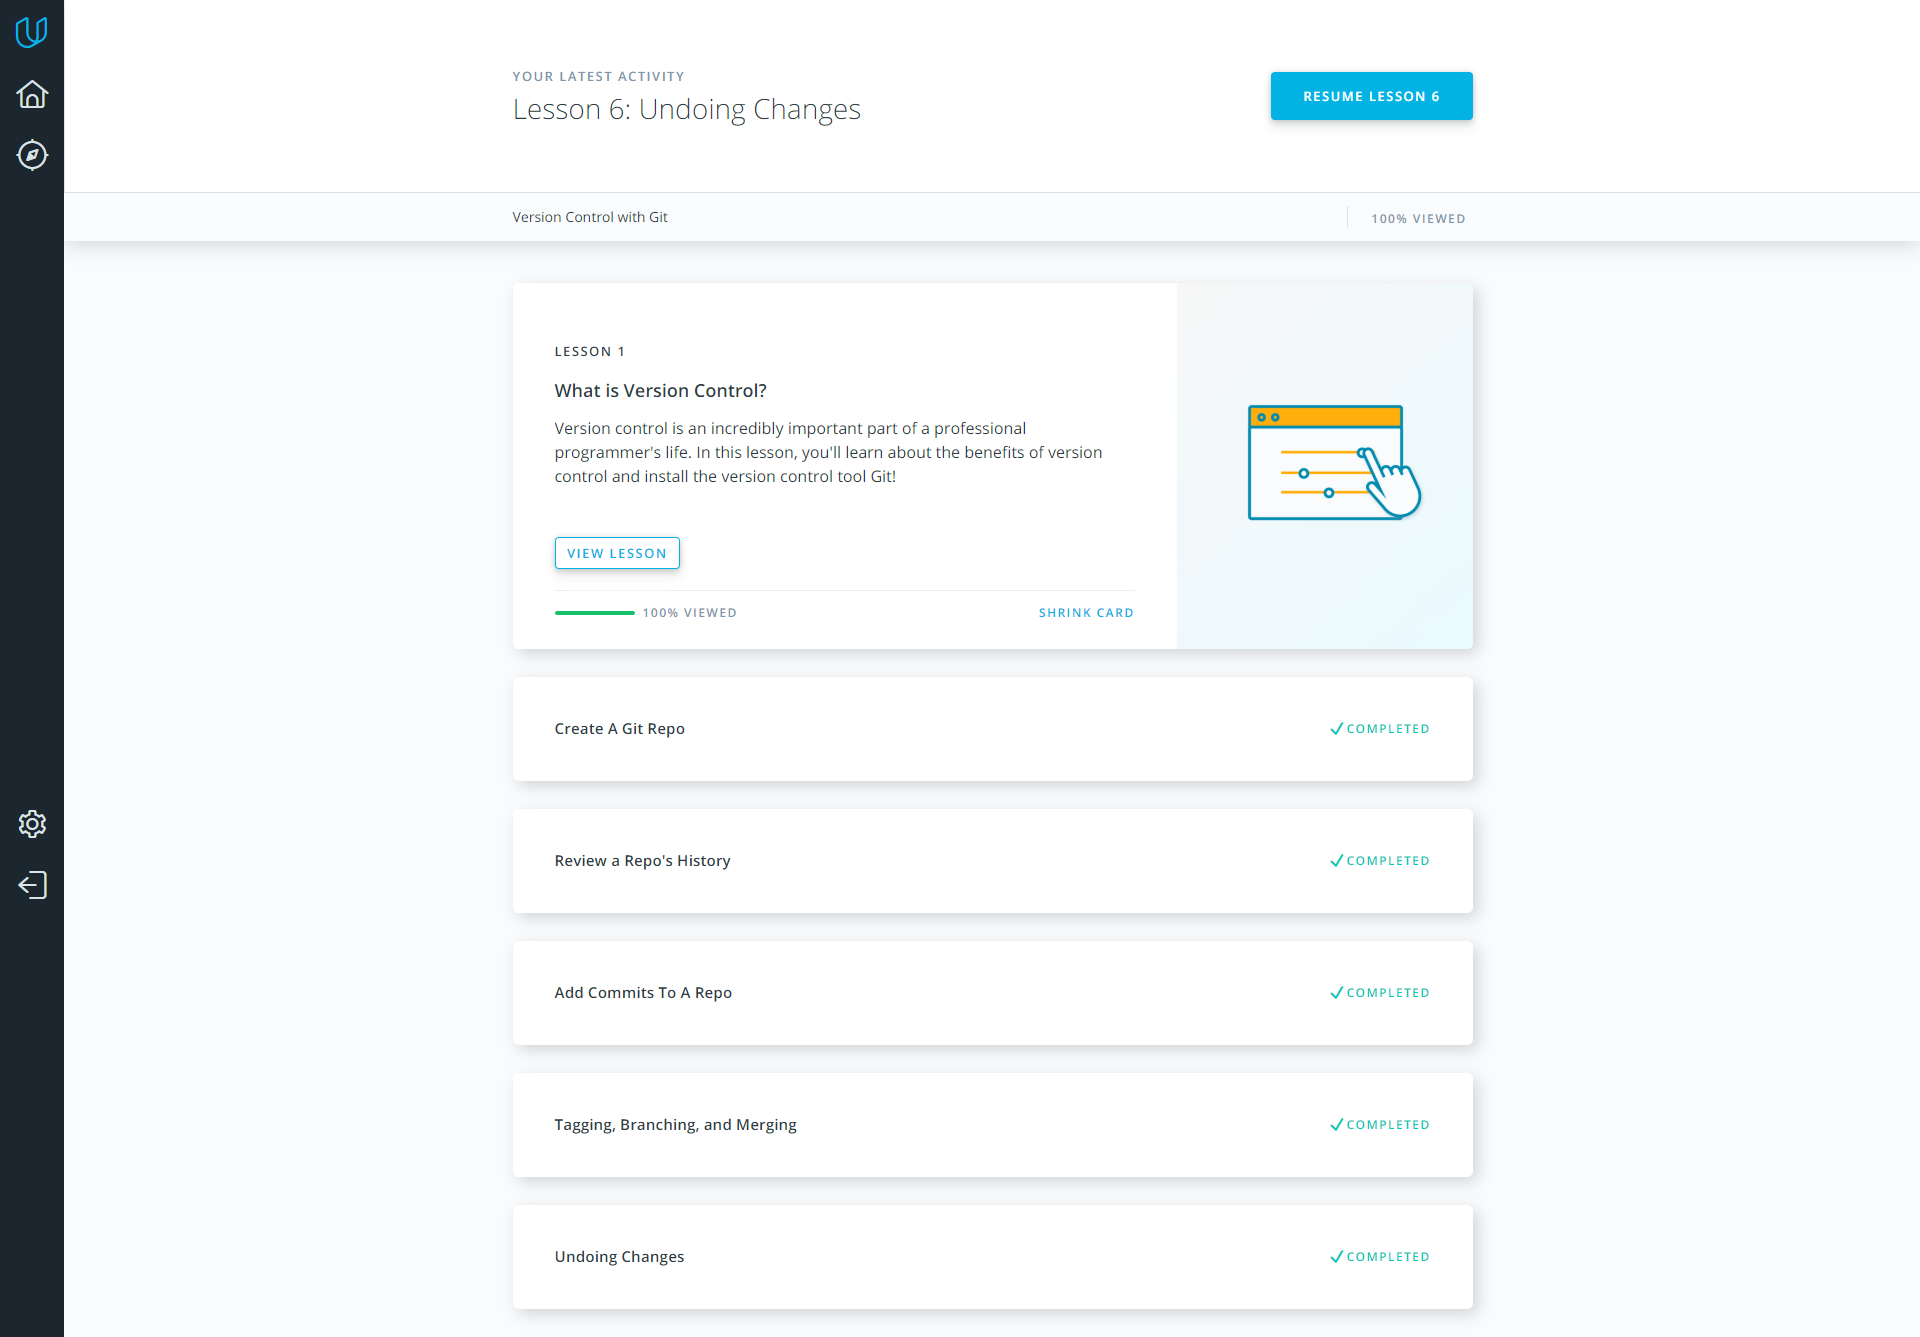 YOUR LATEST ACTIVITY
Lesson 6: Undoing Changes
RESUME LESSON 6
Version Control with Git
100% VIEWED
LESSON 1
What is Version Control?
Version control is an incredibly important part of a professional
programmer's life. In this lesson, you'll learn about the benefits of version
control and install the version control tool Git!
VIEW LESSON
100% VIEWED
SHRINK CARD
Create A Git Repo
COMPLETED
Review a Repo's History
COMPLETED
Add Commits To A Repo
COMPLETED
Tagging, Branching, and Merging
COMPLETED
Undoing Changes
COMPLETED